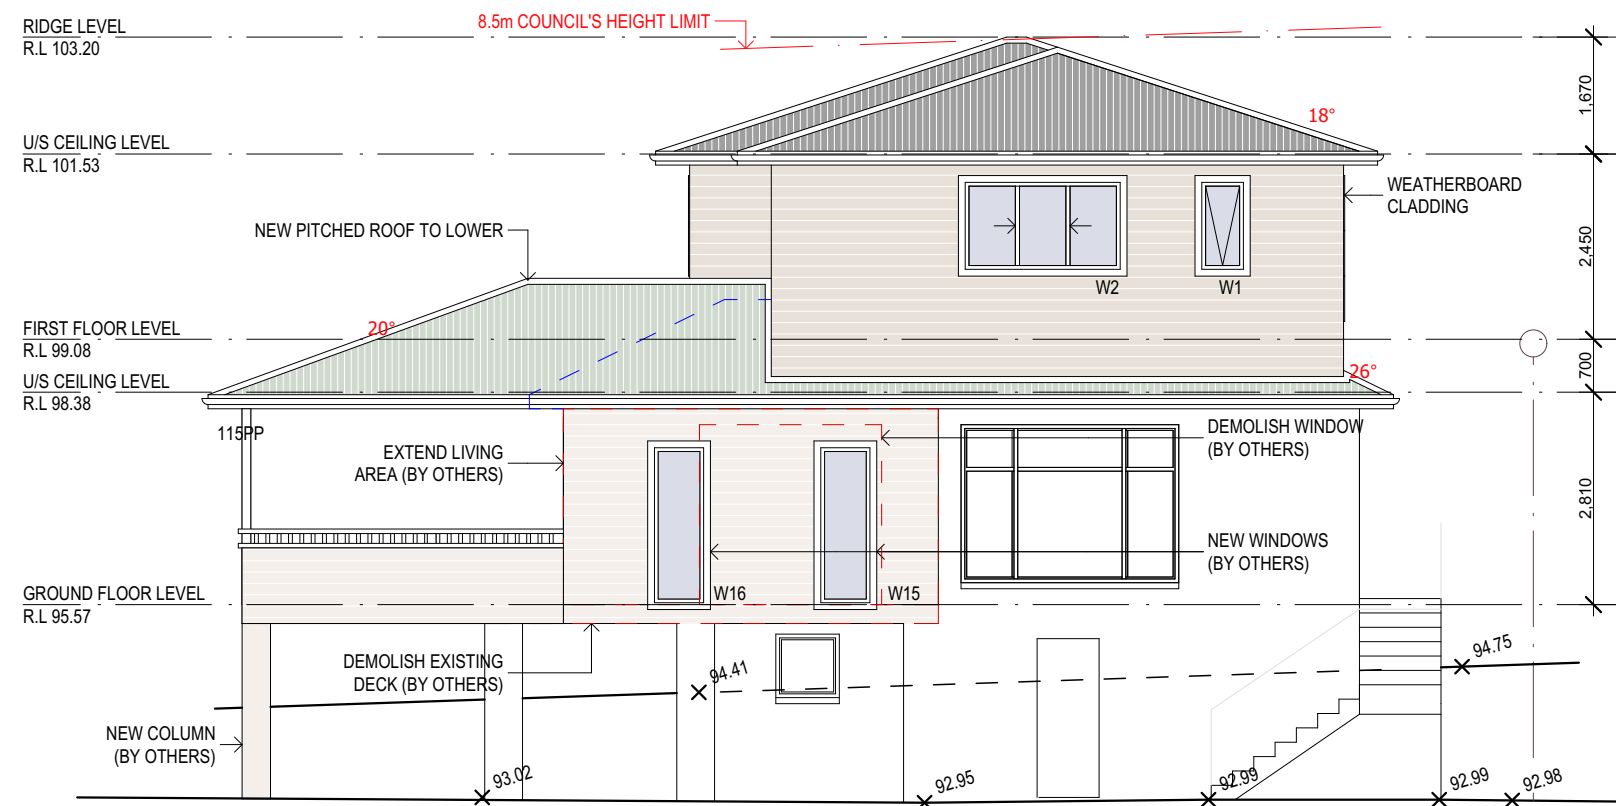 RIDGE LEVEL
R.L 103.20
8.5m COUNCIL'S HEIGHT LIMIT
1,670
18°
U/S CEILING LEVEL
R.L 101.53
WEATHERBOARD
CLADDING
NEW PITCHED ROOF TO LOWER
2,450
W2
W1
FIRST FLOOR LEVEL
R.L 99.08
20°
700
26°
U/S CEILING LEVEL
R.L 98.38
115PP
EXTEND LIVING
AREA (BY OTHERS)
DEMOLISH WINDOW
(BY OTHERS)
2,810
NEW WINDOWS
(BY OTHERS)
W16
W15
GROUND FLOOR LEVEL
R.L 95.57
DEMOLISH EXISTING
DECK (BY OTHERS)
94.41
94.75
NEW COLUMN
(BY OTHERS)
93.02
92.95
92.99
92.99
92.98